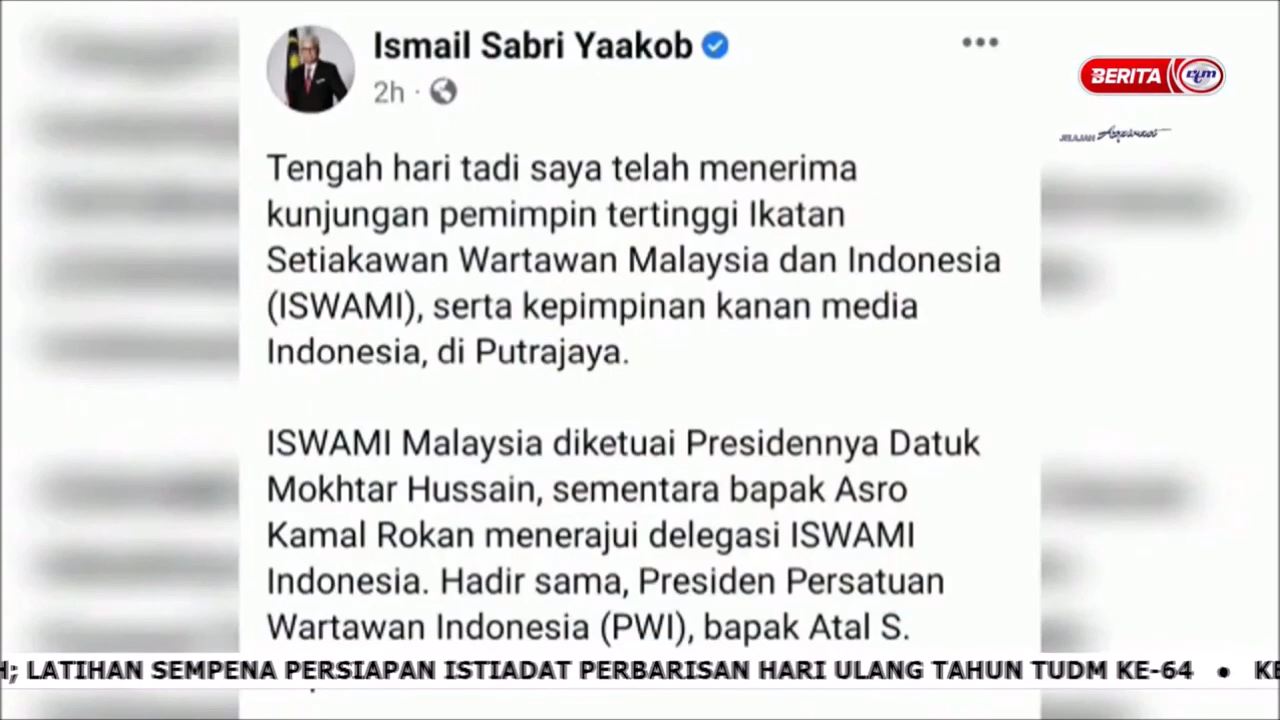 Ismail Sabri Yaakob
2h ·
BERITA rtm
JELAJAH Aspirasi
Tengah hari tadi saya telah menerima
kunjungan pemimpin tertinggi Ikatan
Setiakawan Wartawan Malaysia dan Indonesia
(ISWAMI), serta kepimpinan kanan media
Indonesia, di Putrajaya.
ISWAMI Malaysia diketuai Presidennya Datuk
Mokhtar Hussain, sementara bapak Asro
Kamal Rokan menerajui delegasi ISWAMI
Indonesia. Hadir sama, Presiden Persatuan
Wartawan Indonesia (PWI), bapak Atal S.
; LATIHAN SEMPENA PERSIAPAN ISTIADAT PERBARISAN HARI ULANG TAHUN TUDM KE-64 •